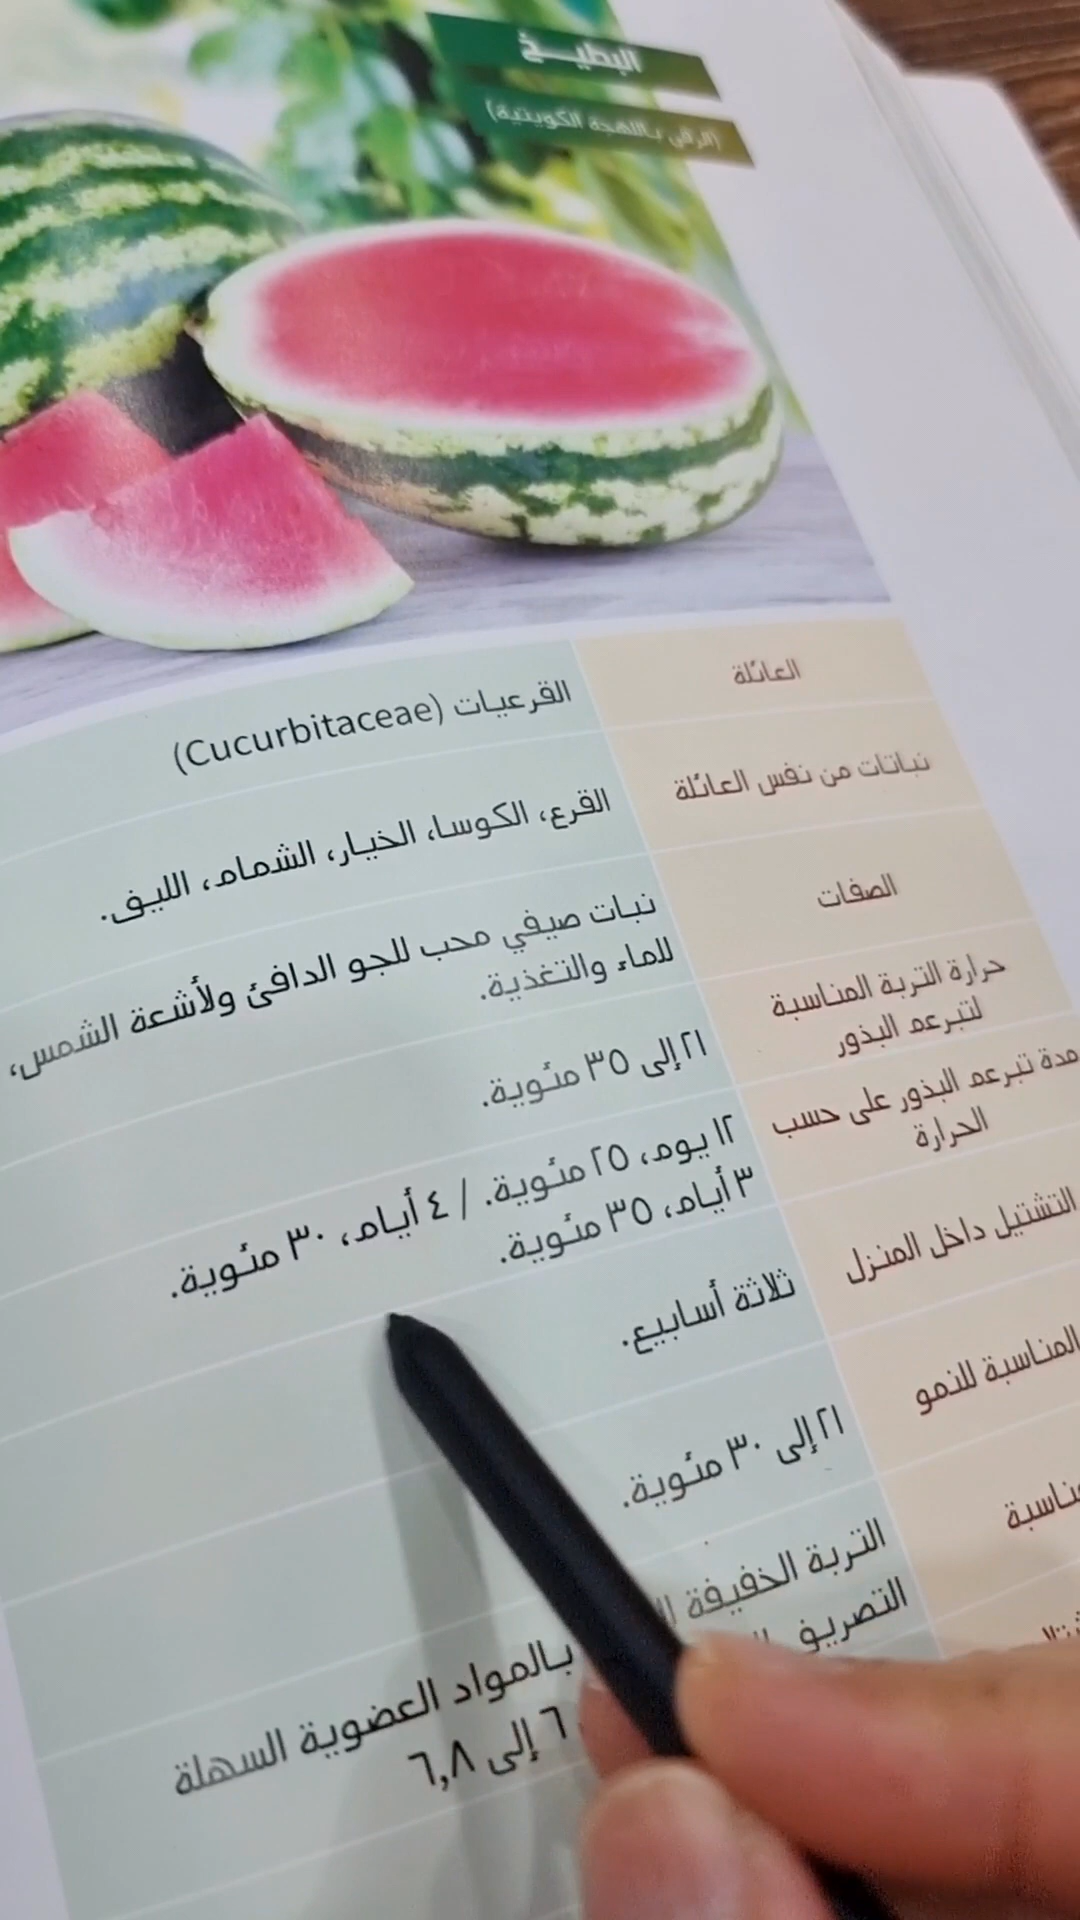 البطيـــخ
(الرقي باللهجة الكويتية)
العائلة
القرعيات (Cucurbitaceae)
نباتات من نفس العائلة
القرع، الكوسا، الخيار، الشمام، الليف.
الصفات
نبات صيفي محب للجو الدافئ ولأشعة الشمس،
للماء والتغذية.
حرارة التربة المناسبة
لتبرعم البذور
٢١ إلى ٣٥ مئوية.
مدة تبرعم البذور على حسب
الحرارة
١٢ يوم، ٢٥ مئوية. / ٤ أيام، ٣٠ مئوية.
٣ أيام، ٣٥ مئوية.
التشتيل داخل المنزل
ثلاثة أسابيع.
المناسبة للنمو
٢١ إلى ٣٠ مئوية.
التربة الخفيفة
بالمواد العضوية السهلة
التصريف
٦ إلى ٦,٨